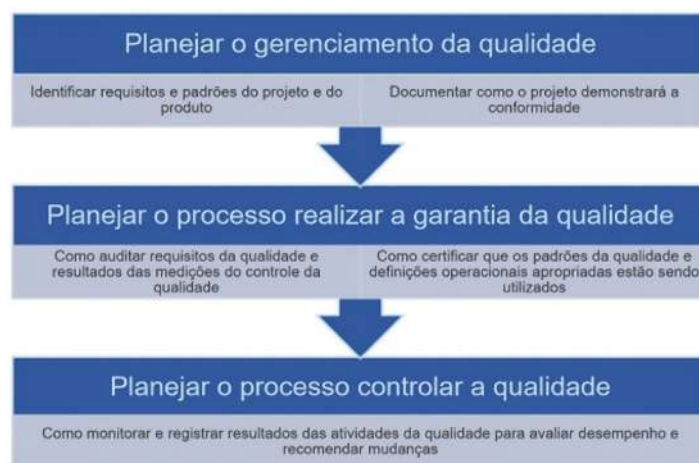 Planejar o gerenciamento da qualidade
Identificar requisitos e padrões do projeto e do
produto
Documentar como o projeto demonstrará a
conformidade
Planejar o processo realizar a garantia da qualidade
Como auditar requisitos da qualidade e
resultados das medições do controle da
qualidade
Como certificar que os padrões da qualidade e
definições operacionais apropriadas estão sendo
utilizados
Planejar o processo controlar a qualidade
Como monitorar e registrar resultados das atividades da qualidade para avaliar desempenho e
recomendar mudanças